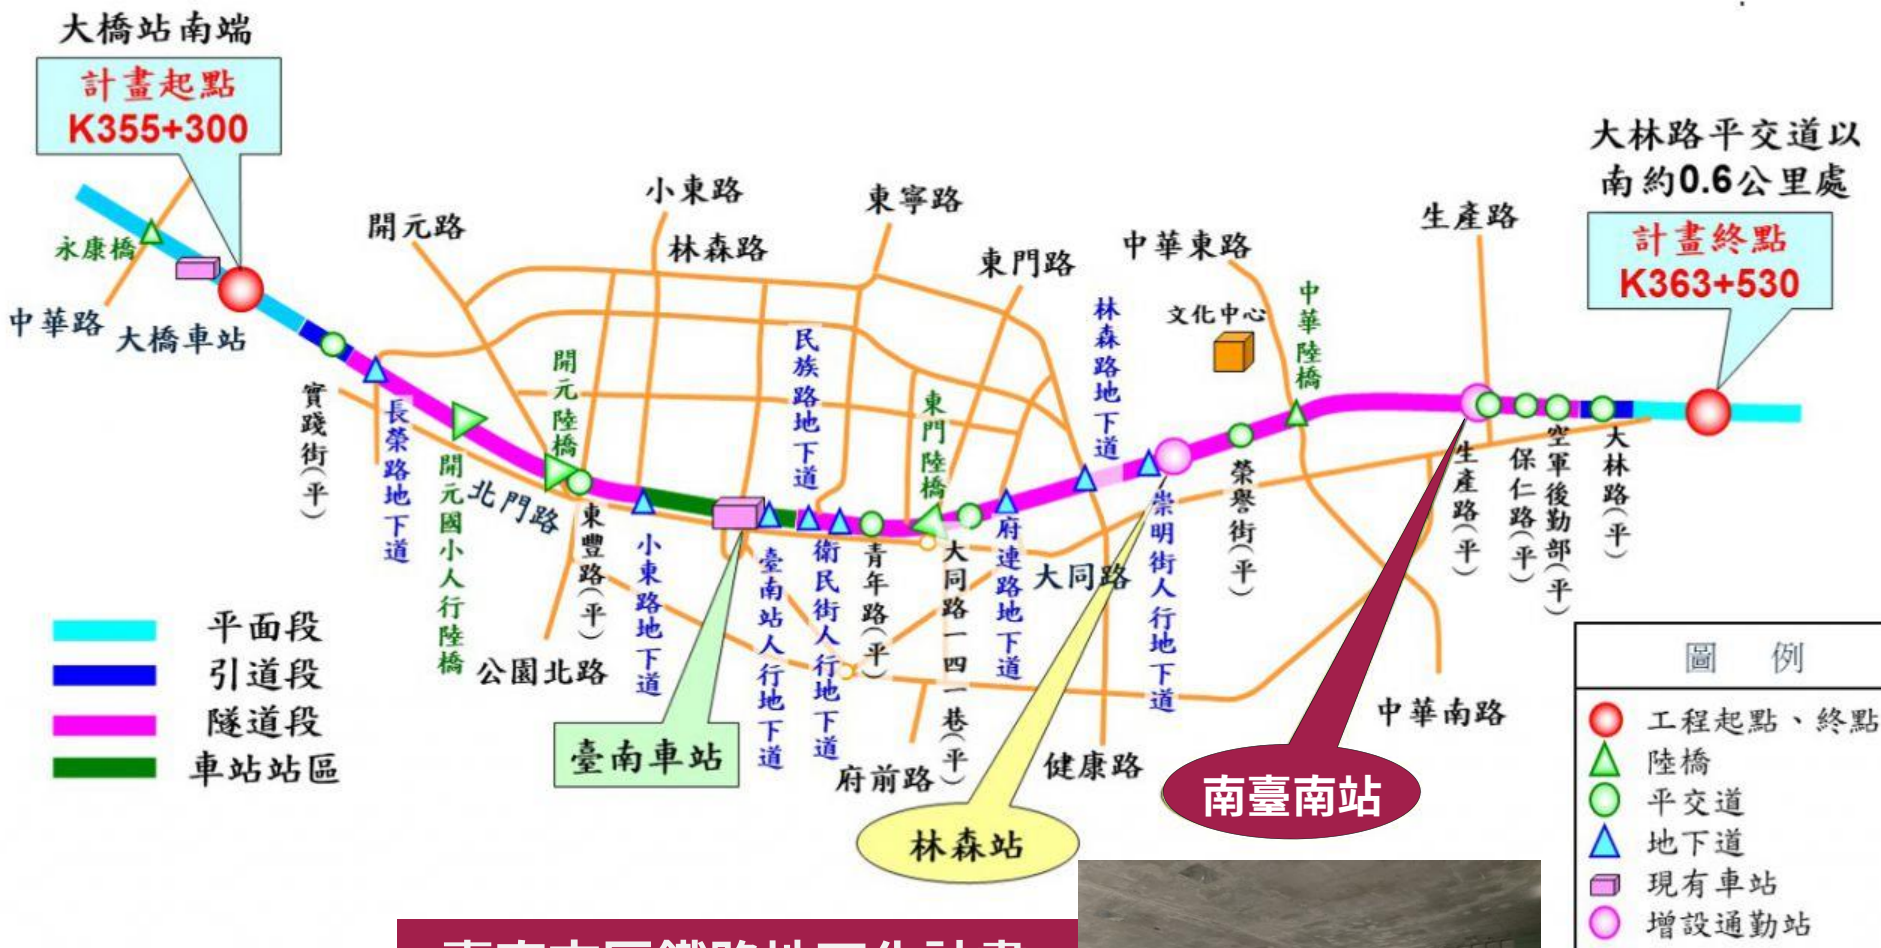 大橋站南端
計畫起點
K355+300
大林路平交道以
南約0.6公里處
計畫終點
K363+530
永康橋
中華路
大橋車站
開元路
小東路
林森路
東寧路
東門路
中華東路
文化中心
生產路
實踐街(平)
長榮路地下道
開元國小人行陸橋
北門路
開元陸橋
東豐路(平)
公園北路
小東路地下道
臺南車站
臺南站人行地下道
民族路地下道
衛民街人行地下道
青年路(平)
府前路
東門陸橋
大同路一四一巷(平)
府連路地下道
大同路
林森路地下道
健康路
崇明街人行地下道
林森站
榮譽街(平)
中華陸橋
中華南路
南臺南站
生產路(平)
保仁路(平)
空軍後勤部(平)
大林路(平)
平面段
引道段
隧道段
車站站區
圖 例
工程起點、終點
陸橋
平交道
地下道
現有車站
增設通勤站